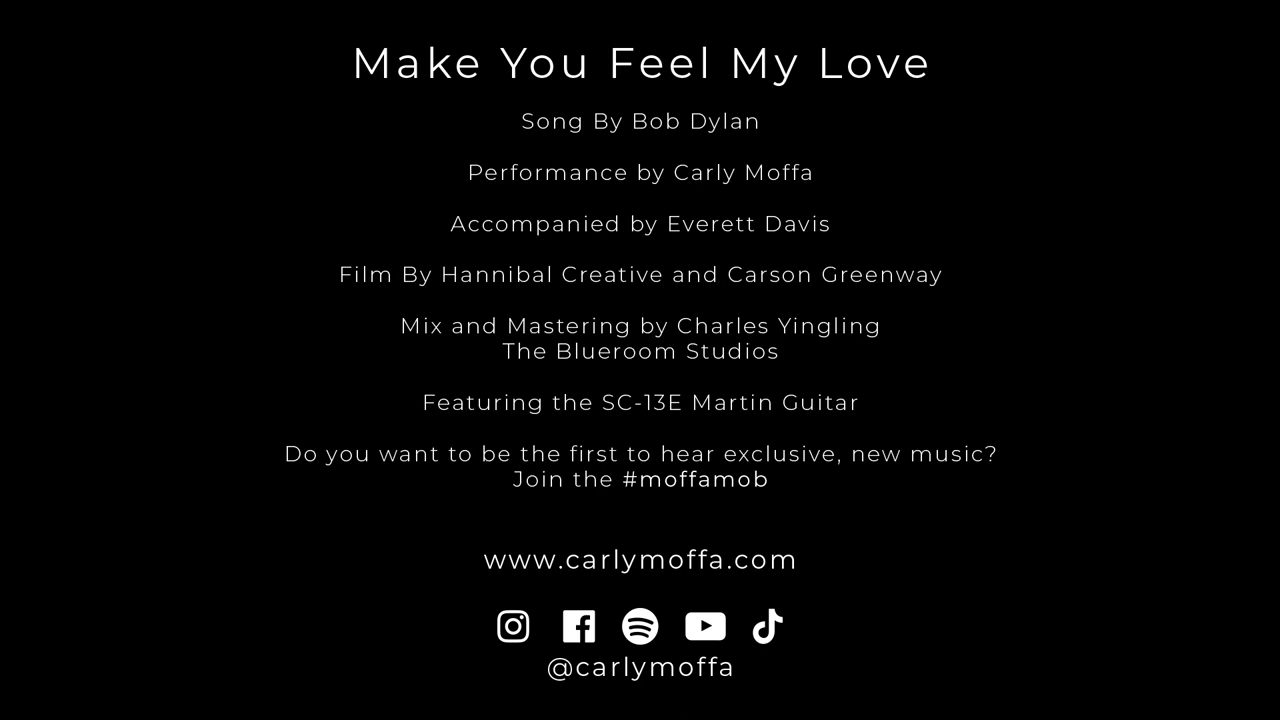 Make You Feel My Love
Song By Bob Dylan
Performance by Carly Moffa
Accompanied by Everett Davis
Film By Hannibal Creative and Carson Greenway
Mix and Mastering by Charles Yingling
The Blueroom Studios
Featuring the SC-13E Martin Guitar
Do you want to be the first to hear exclusive, new music?
Join the #moffamob
www.carlymoffa.com
@carlymoffa